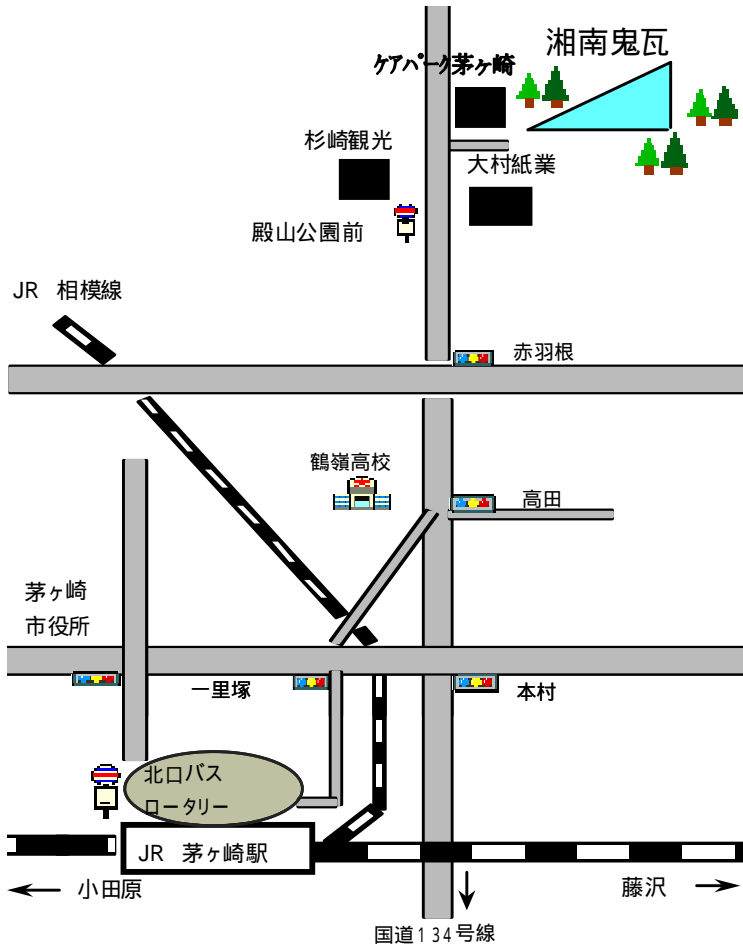 湘南鬼瓦
ケアパーク茅ヶ崎
杉崎観光
大村紙業
殿山公園前
JR 相模線
赤羽根
鶴嶺高校
高田
茅ヶ崎
市役所
一里塚
本村
北口バス
ロータリー
JR 茅ヶ崎駅
小田原
藤沢
国道134号線